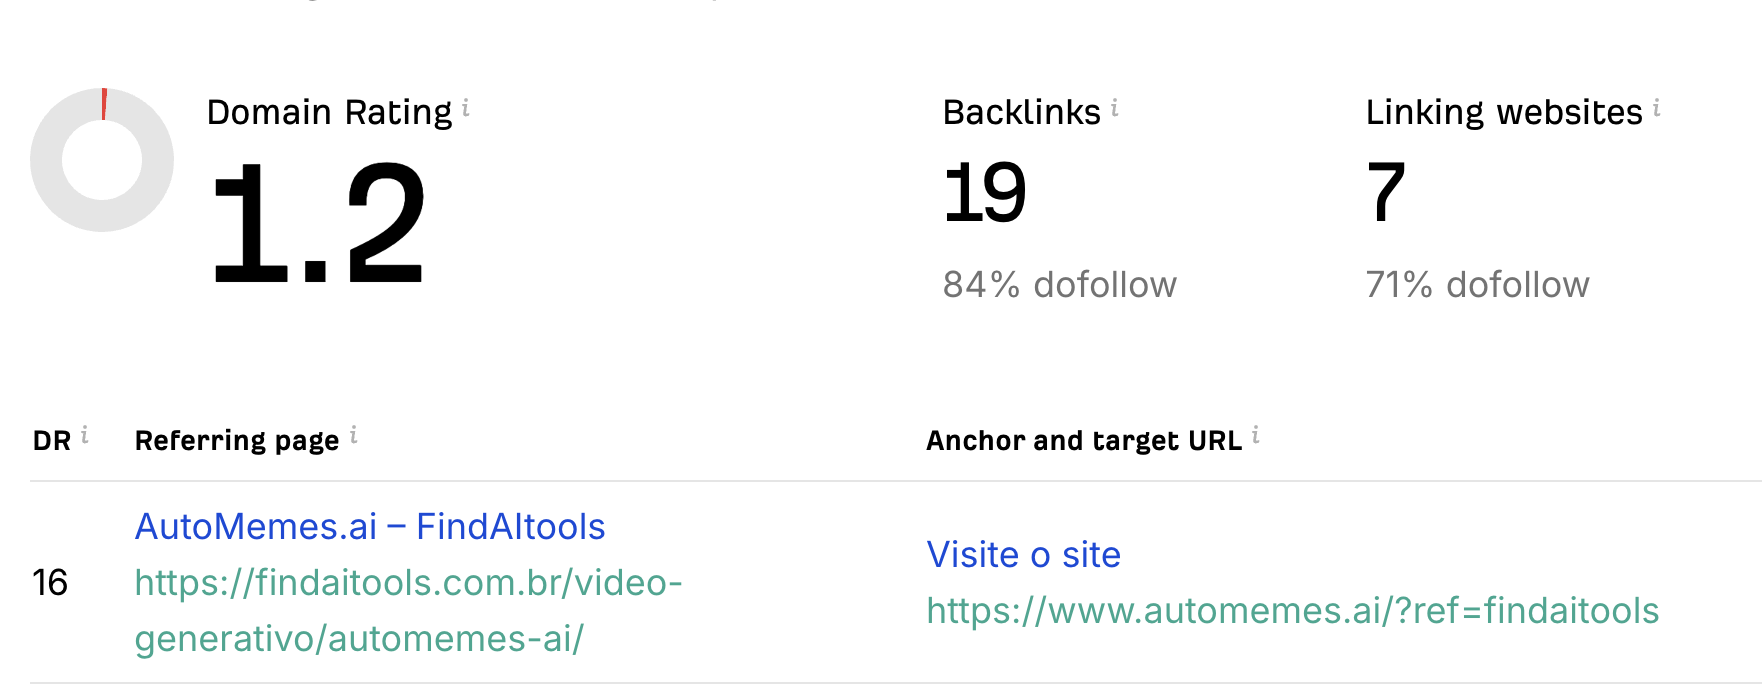 Domain Rating i
1.2
Backlinks i
19
84% dofollow
Linking websites i
7
71% dofollow
DR i
Referring page i
Anchor and target URL i
16
AutoMemes.ai – FindAItools
https://findaitools.com.br/video-
generativo/automemes-ai/
Visite o site
https://www.automemes.ai/?ref=findaitools